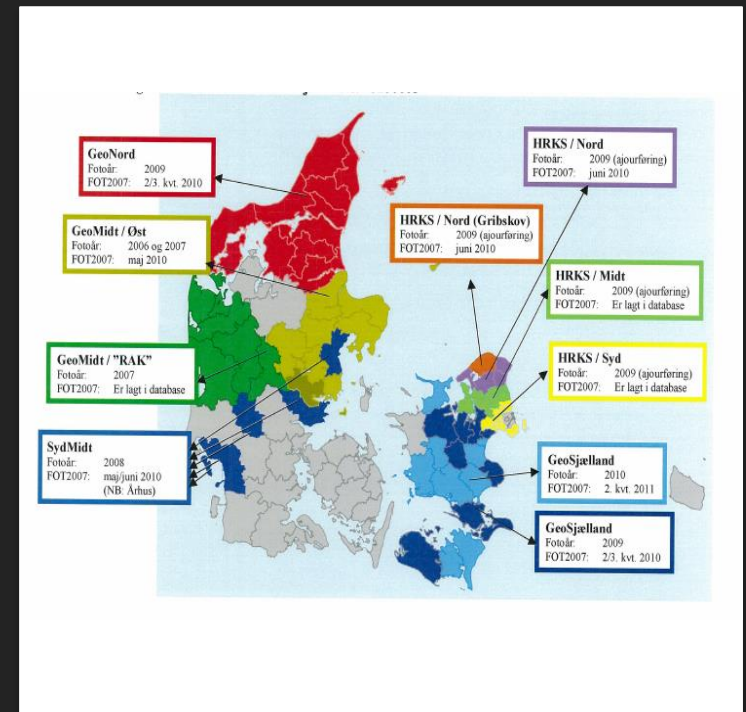 GeoNord
Fotoår: 2009
FOT2007: 2/3. kvt. 2010
GeoMidt / Øst
Fotoår: 2006 og 2007
FOT2007: maj 2010
GeoMidt / "RAK"
Fotoår: 2007
FOT2007: Er lagt i database
SydMidt
Fotoår: 2008
FOT2007: maj/juni 2010
(NB: Århus)
HRKS / Nord
Fotoår: 2009 (ajourføring)
FOT2007: juni 2010
HRKS / Nord (Gribskov)
Fotoår: 2009 (ajourføring)
FOT2007: juni 2010
HRKS / Midt
Fotoår: 2009 (ajourføring)
FOT2007: Er lagt i database
HRKS / Syd
Fotoår: 2009 (ajourføring)
FOT2007: Er lagt i database
GeoSjælland
Fotoår: 2010
FOT2007: 2. kvt. 2011
GeoSjælland
Fotoår: 2009
FOT2007: 2/3. kvt. 2010